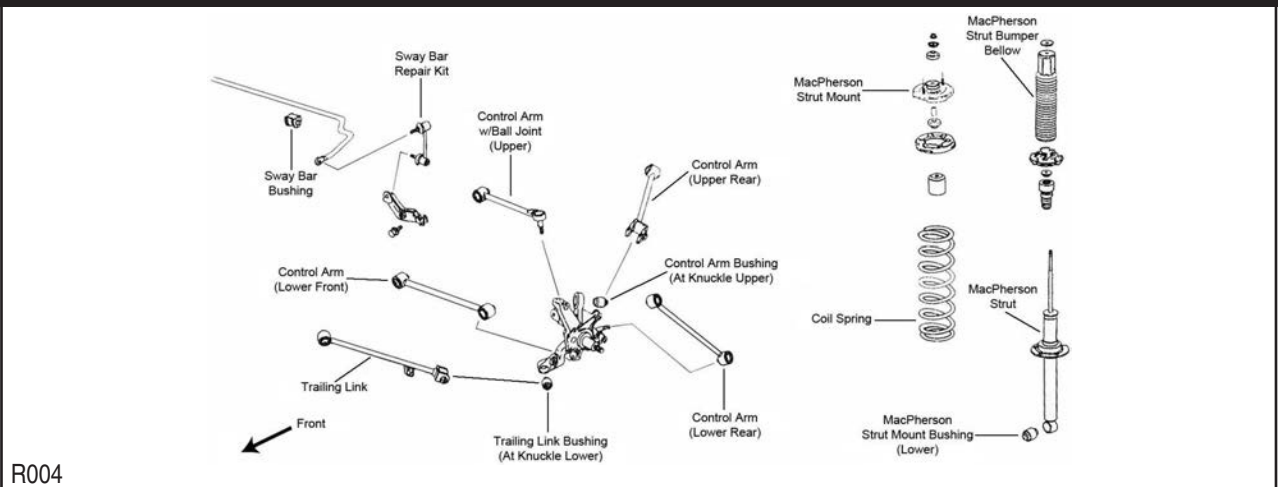 MacPherson
Strut Bumper
Bellow
Sway Bar
Repair Kit
MacPherson
Strut Mount
Control Arm
w/Ball Joint
(Upper)
Sway Bar
Bushing
Control Arm
(Upper Rear)
Control Arm
(Lower Front)
Control Arm Bushing
(At Knuckle Upper)
MacPherson
Strut
Coil Spring
Trailing Link
Front
Control Arm
(Lower Rear)
MacPherson
Strut Mount Bushing
(Lower)
Trailing Link Bushing
(At Knuckle Lower)
R004